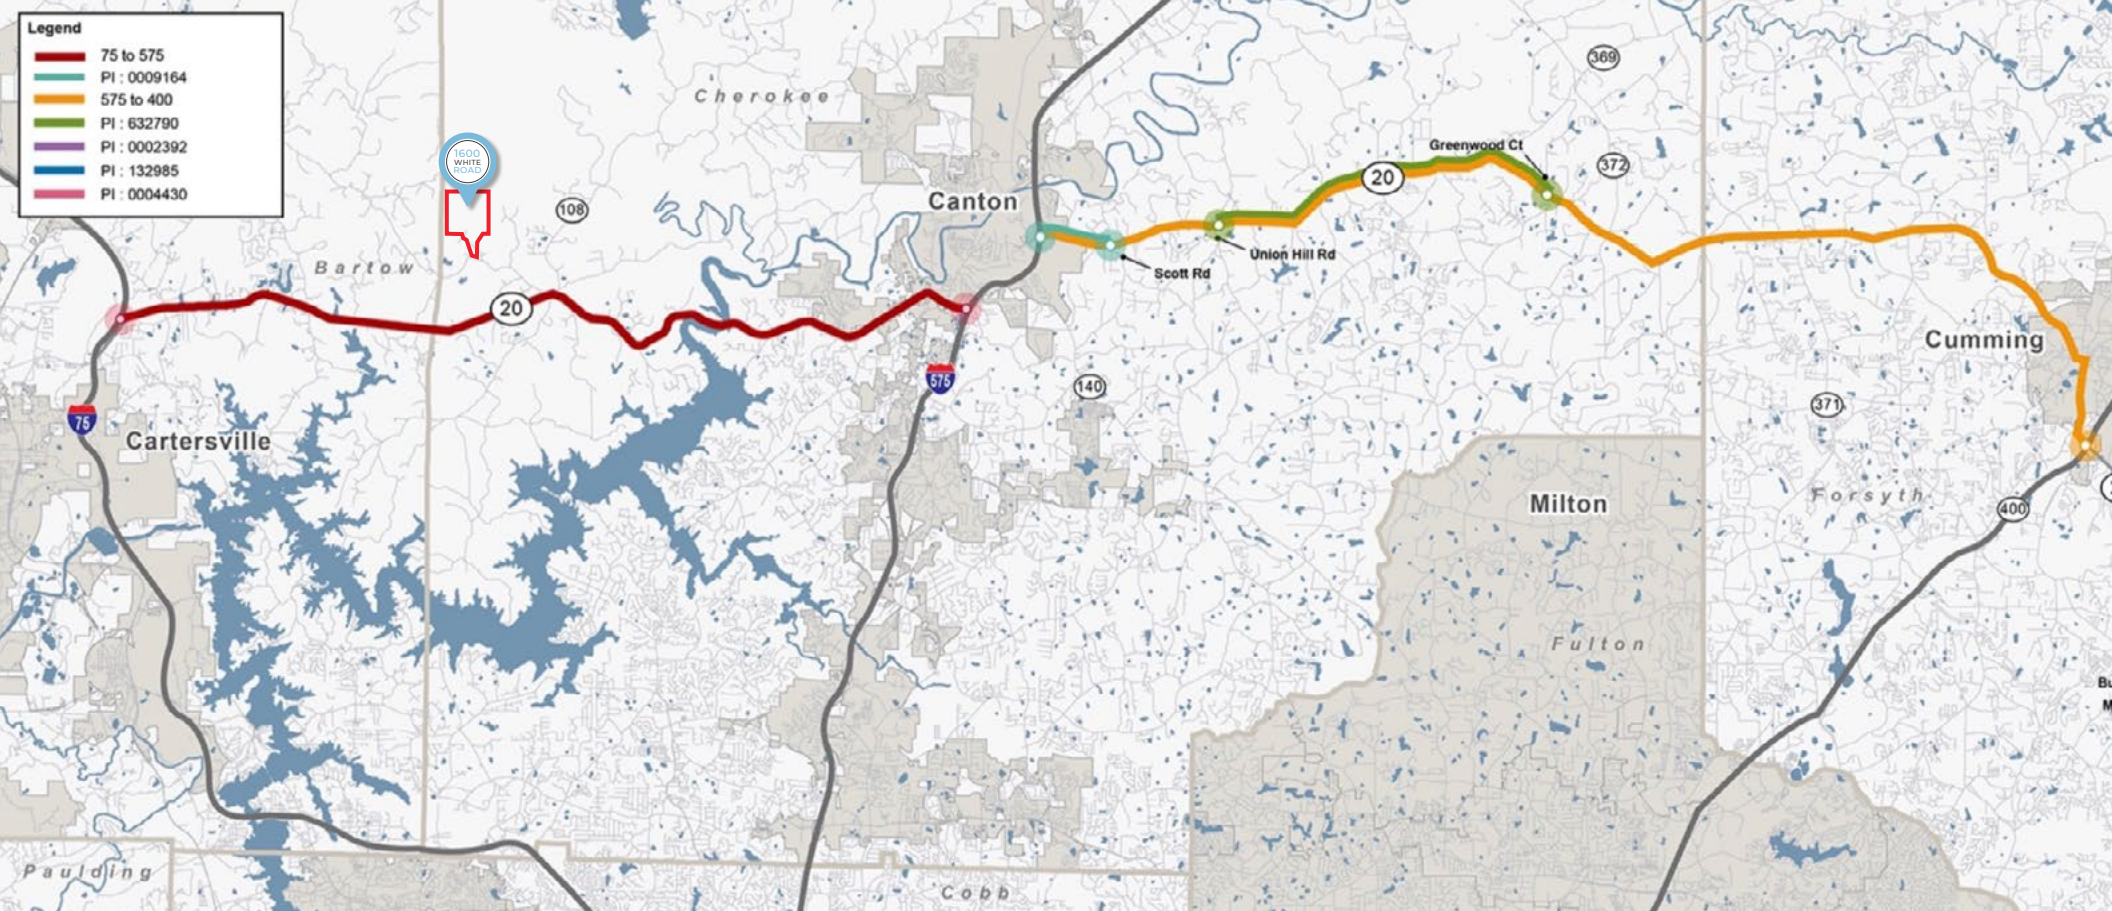 Legend
75 to 575
PI : 0009164
575 to 400
PI : 632790
PI : 0002392
PI : 132985
PI : 0004430
369
Cherokee
Greenwood Ct
1600
WHITE
ROAD
372
20
Canton
108
Union Hill Rd
Scott Rd
Bartow
20
Cumming
575
140
371
75
Cartersville
Milton
Forsyth
400
Fulton
Paulding
Cobb